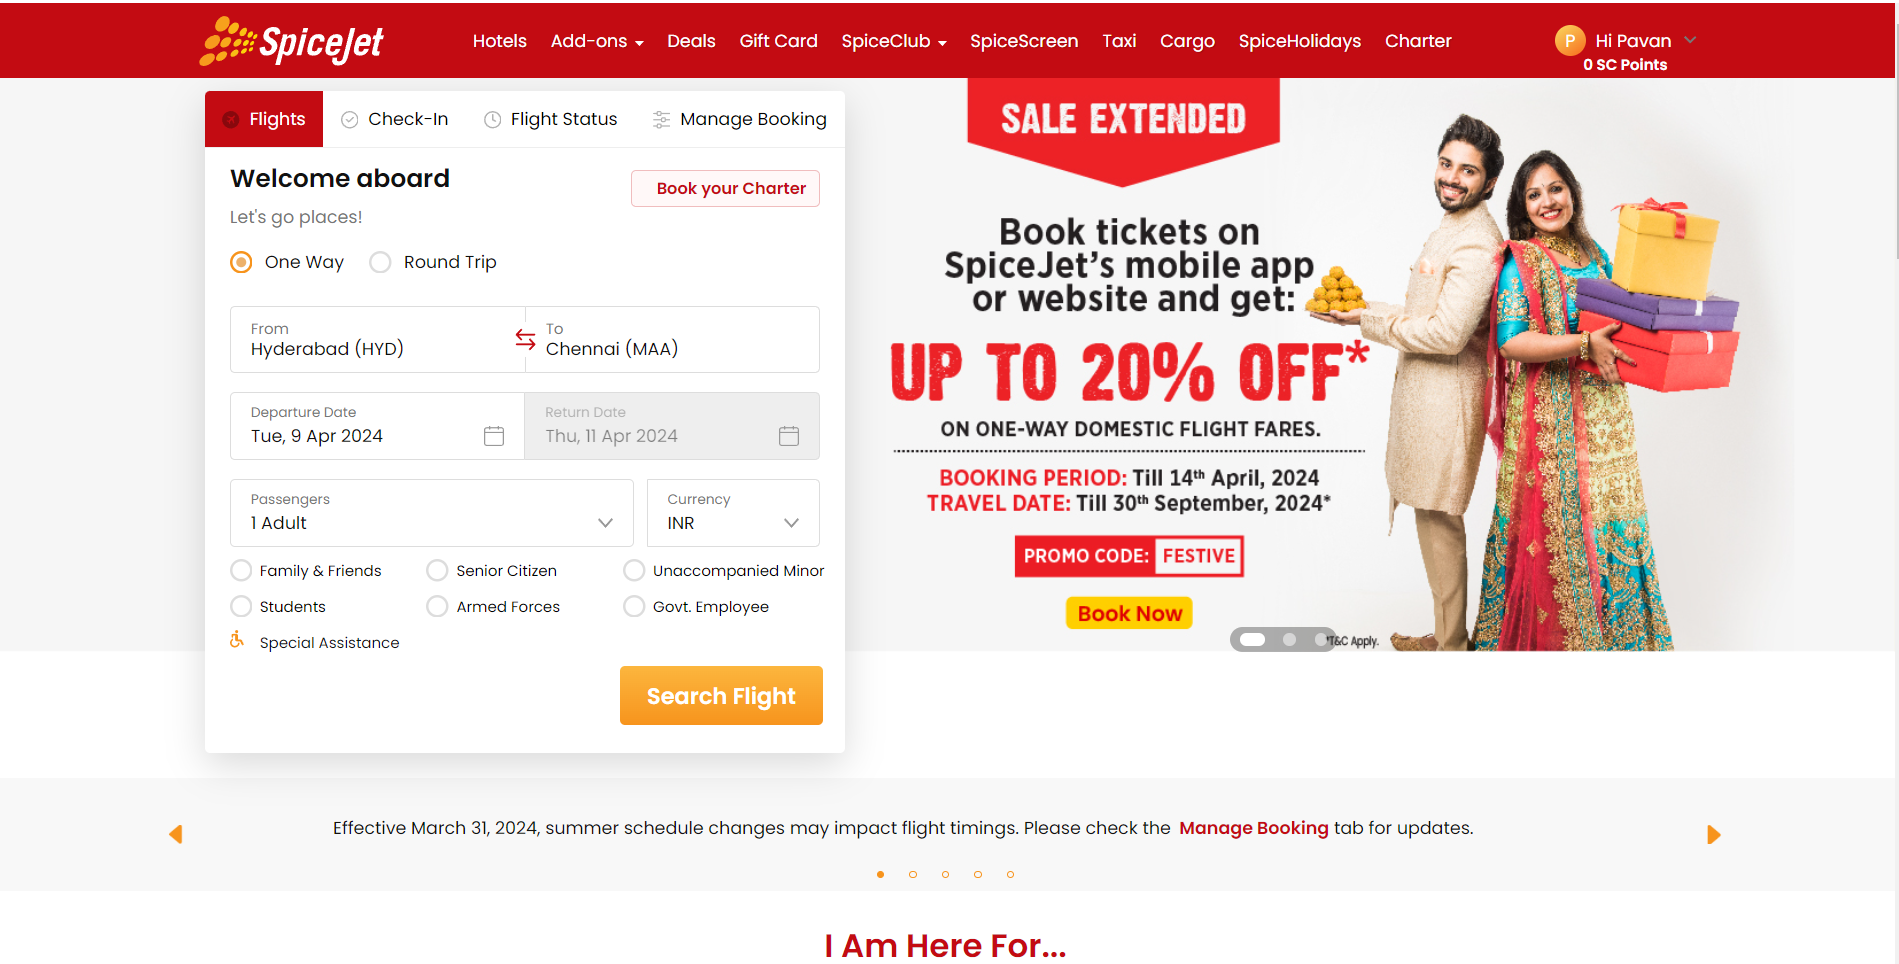 SpiceJet
Hotels Add-ons Deals Gift Card SpiceClub SpiceScreen Taxi Cargo SpiceHolidays Charter
P Hi Pavan
0 SC Points
Flights Check-In Flight Status Manage Booking
Welcome aboard
Book your Charter
Let's go places!
One Way Round Trip
From
Hyderabad (HYD)
To
Chennai (MAA)
Departure Date
Tue, 9 Apr 2024
Return Date
Thu, 11 Apr 2024
Passengers
1 Adult
Currency
INR
Family & Friends Senior Citizen Unaccompanied Minor
Students Armed Forces Govt. Employee
Special Assistance
Search Flight
SALE EXTENDED
Book tickets on
SpiceJet's mobile app
or website and get:
UP TO 20% OFF*
ON ONE-WAY DOMESTIC FLIGHT FARES.
BOOKING PERIOD: Till 14th April, 2024
TRAVEL DATE: Till 30th September, 2024*
PROMO CODE: FESTIVE
Book Now
*T&C Apply.
Effective March 31, 2024, summer schedule changes may impact flight timings. Please check the Manage Booking tab for updates.
I Am Here For...